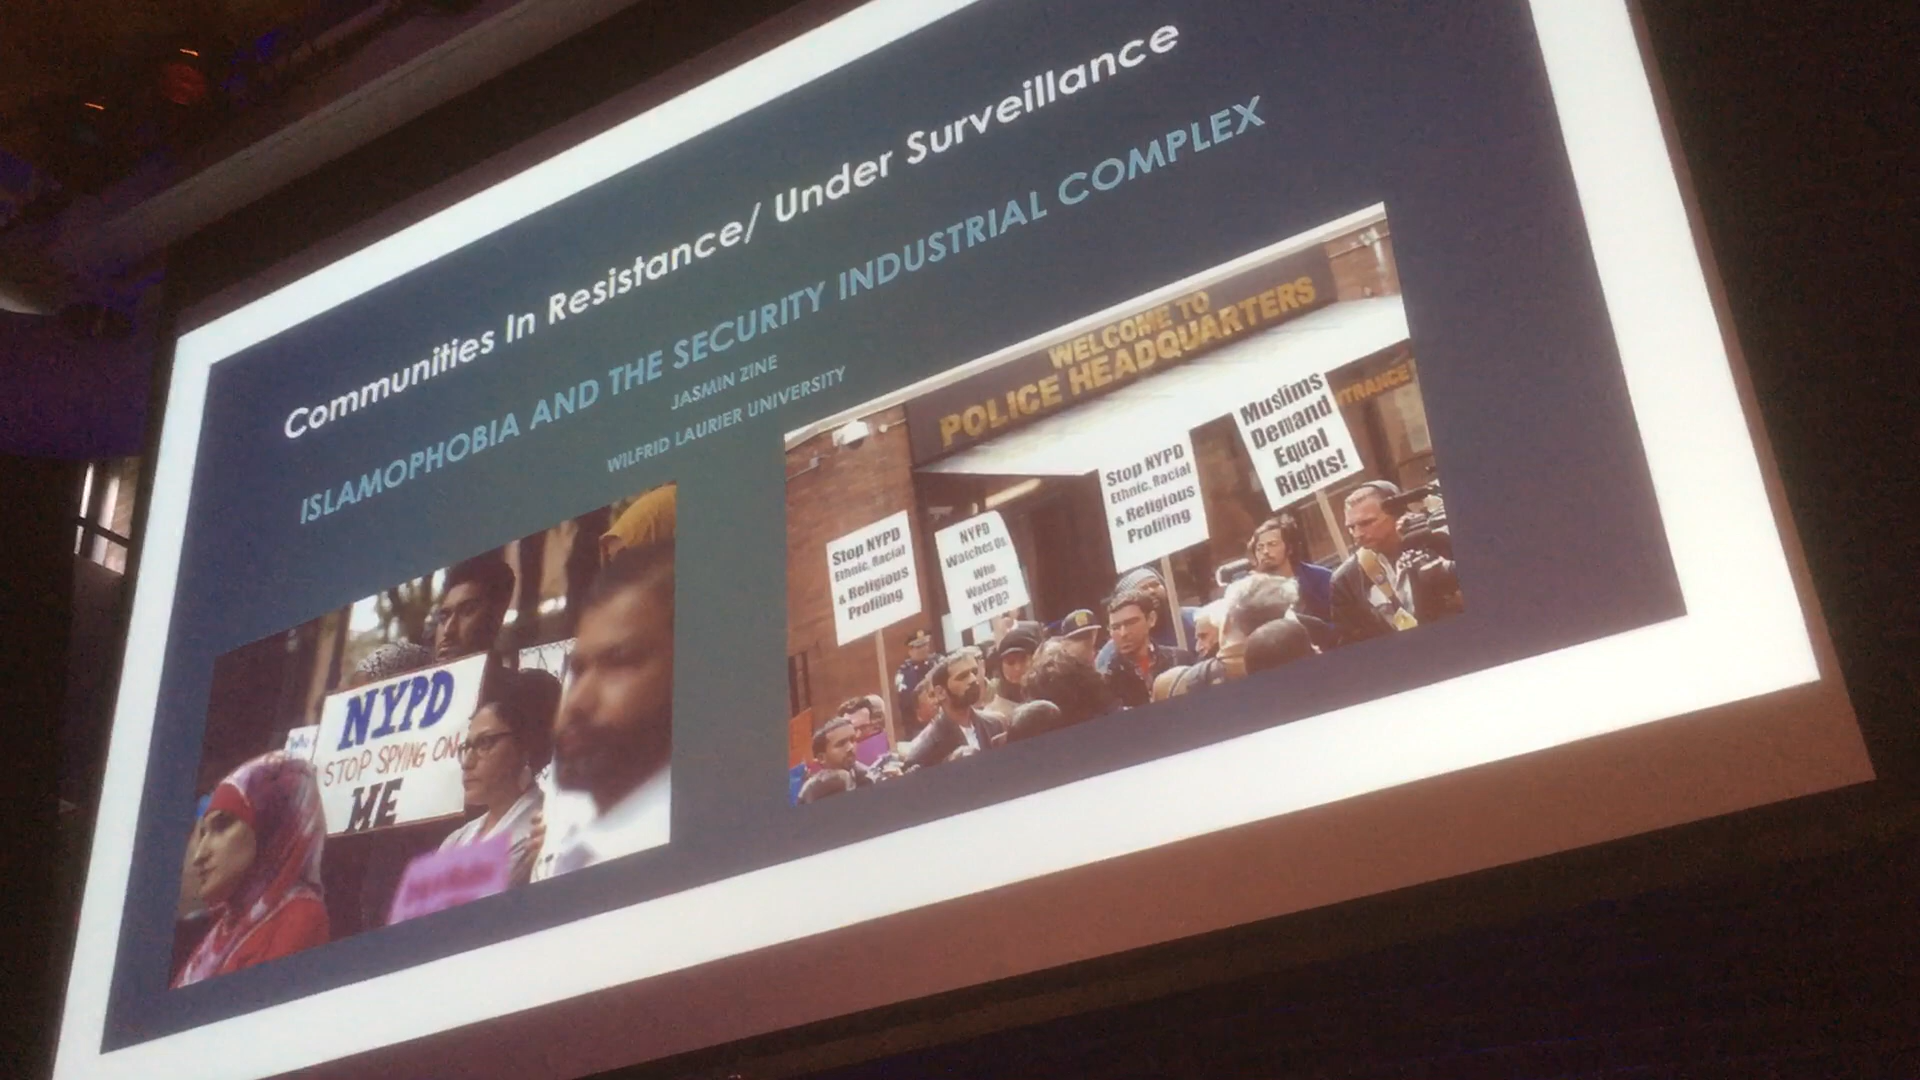 Communities In Resistance/ Under Surveillance
ISLAMOPHOBIA AND THE SECURITY INDUSTRIAL COMPLEX
JASMIN ZINE
WILFRID LAURIER UNIVERSITY
WELCOME TO
POLICE HEADQUARTERS
TRANCE
Stop NYPD
Ethnic, Racial
& Religious
Profiling
NYPD
Watches Us
Who
Watches
NYPD?
Stop NYPD
Ethnic, Racial
& Religious
Profiling
Muslims
Demand
Equal
Rights!
NYPD
STOP SPYING ON
ME